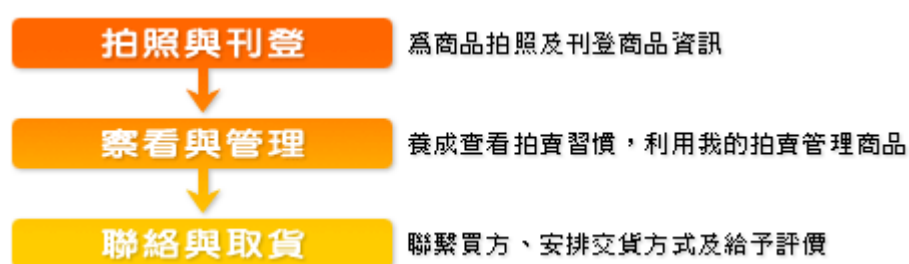 拍照與刊登
為商品拍照及刊登商品資訊
察看與管理
養成查看拍賣習慣，利用我的拍賣管理商品
聯絡與取貨
聯繫買方、安排交貨方式及給予評價